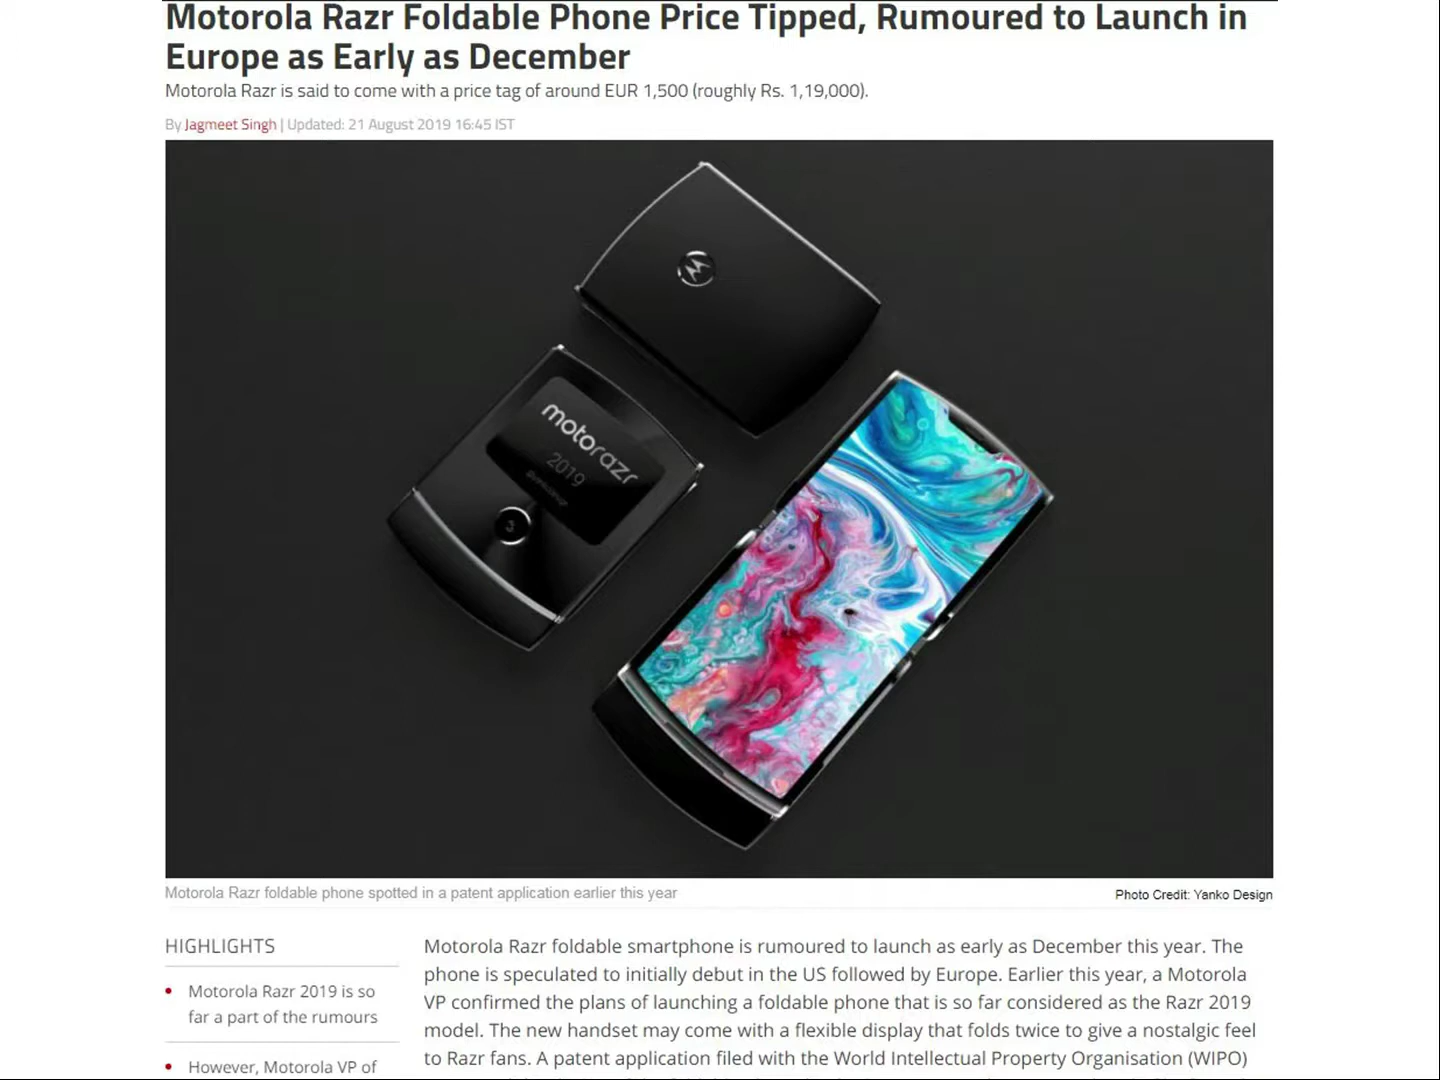 Motorola Razr Foldable Phone Price Tipped, Rumoured to Launch in
Europe as Early as December
Motorola Razr is said to come with a price tag of around EUR 1,500 (roughly Rs. 1,19,000).
By Jagmeet Singh | Updated: 21 August 2019 16:45 IST
motorazr
2019
Motorola Razr foldable phone spotted in a patent application earlier this year
Photo Credit: Yanko Design
HIGHLIGHTS
Motorola Razr 2019 is so
far a part of the rumours
However, Motorola VP of
Motorola Razr foldable smartphone is rumoured to launch as early as December this year. The
phone is speculated to initially debut in the US followed by Europe. Earlier this year, a Motorola
VP confirmed the plans of launching a foldable phone that is so far considered as the Razr 2019
model. The new handset may come with a flexible display that folds twice to give a nostalgic feel
to Razr fans. A patent application filed with the World Intellectual Property Organisation (WIPO)